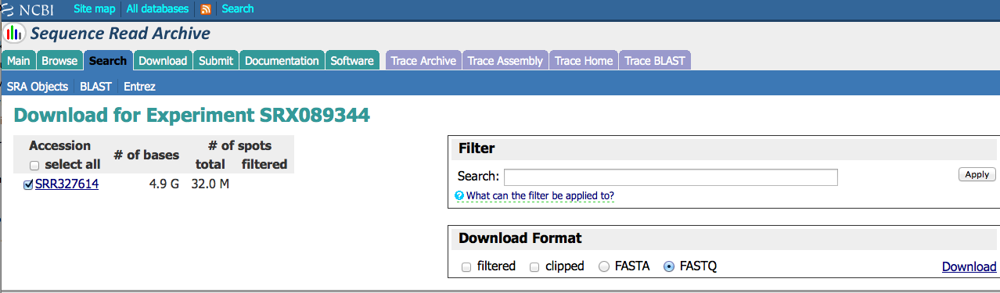 NCBI Site map All databases Search
Sequence Read Archive
Main Browse Search Download Submit Documentation Software Trace Archive Trace Assembly Trace Home Trace BLAST
SRA Objects BLAST Entrez
Download for Experiment SRX089344
Accession # of bases # of spots
select all total filtered
SRR327614 4.9 G 32.0 M
Filter
Search: Apply
? What can the filter be applied to?
Download Format
filtered clipped FASTA FASTQ Download